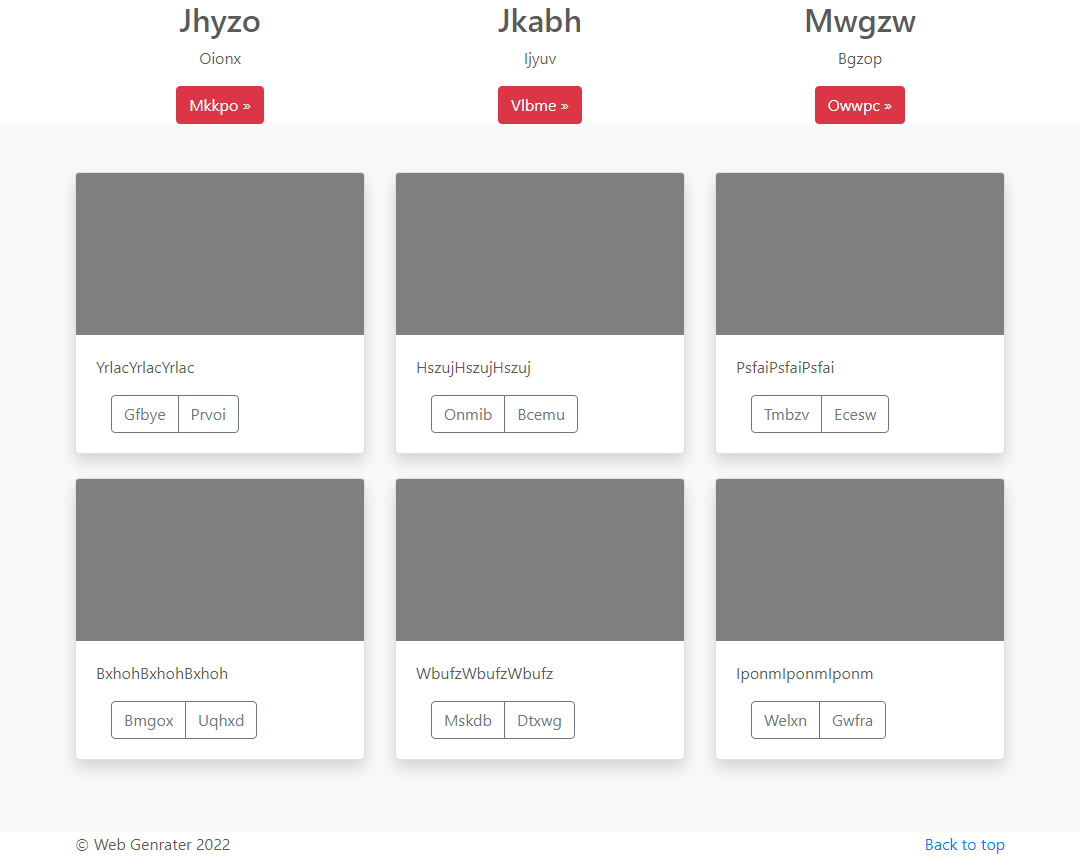 Jhyzo Jkabh Mwgzw
Oionx Ijyuv Bgzop
Mkkpo » Vlbme » Owwpc »
YrlacYrlacYrlac HszujHszujHszuj PsfaiPsfaiPsfai
Gfbye Prvoi Onmib Bcemu Tmbzv Ecesw
BxhohBxhohBxhoh WbufzWbufzWbufz IponmIponmIponm
Bmgox Uqhxd Mskdb Dtxwg Welxn Gwfra
© Web Genrater 2022 Back to top